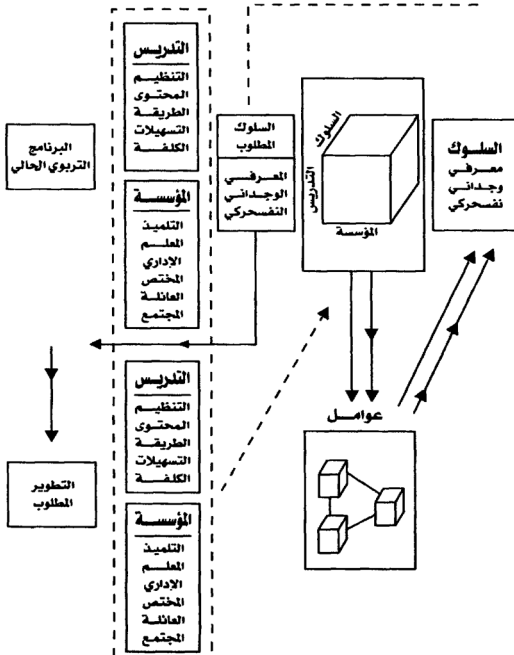 السلوك
معرفي
وجداني
نفسحركي
السلوك
التدريس
المؤسسة
عوامل
السلوك
المطلوب
المعرفي
الوجداني
النفسحركي
التدريس
التنظيم
المحتوى
الطريقة
التسهيلات
الكلفة
المؤسسة
التلميذ
المعلم
الإداري
المختص
العائلة
المجتمع
التدريس
التنظيم
المحتوى
الطريقة
التسهيلات
الكلفة
المؤسسة
التلميذ
المعلم
الإداري
المختص
العائلة
المجتمع
البرنامج
التربوي الحالي
التطوير
المطلوب